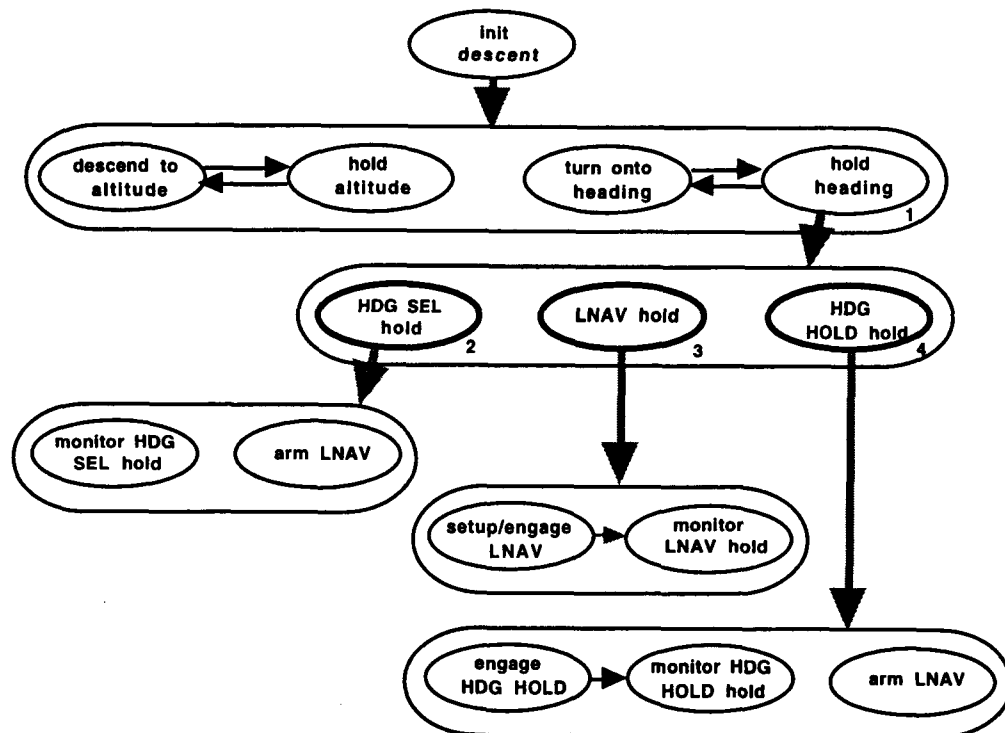 init
descent
descend to
altitude
hold
altitude
turn onto
heading
hold
heading
1
HDG SEL
hold
2
LNAV hold
3
HDG
HOLD hold
4
monitor HDG
SEL hold
arm LNAV
setup/engage
LNAV
monitor
LNAV hold
engage
HDG HOLD
monitor HDG
HOLD hold
arm LNAV